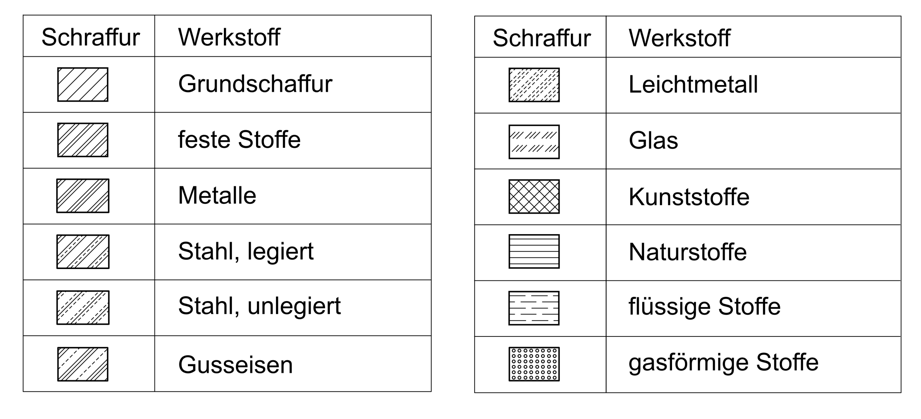 Schraffur Werkstoff
Grundschaffur
feste Stoffe
Metalle
Stahl, legiert
Stahl, unlegiert
Gusseisen
Schraffur Werkstoff
Leichtmetall
Glas
Kunststoffe
Naturstoffe
flüssige Stoffe
gasförmige Stoffe